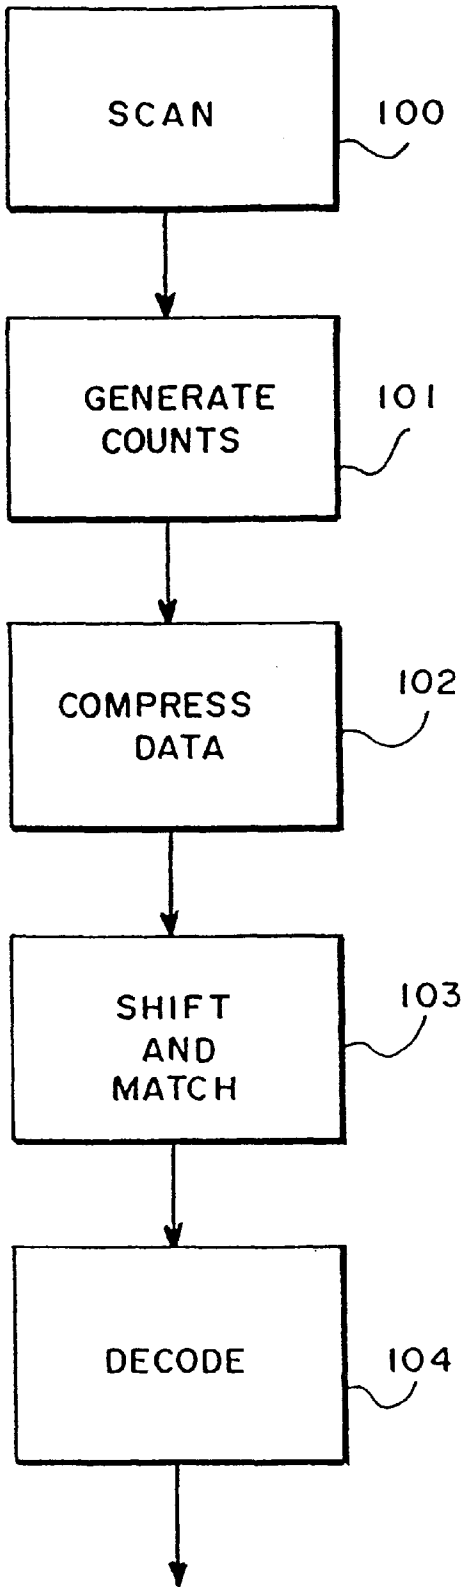 SCAN
100
GENERATE
COUNTS
101
COMPRESS
DATA
102
SHIFT
AND
MATCH
103
DECODE
104